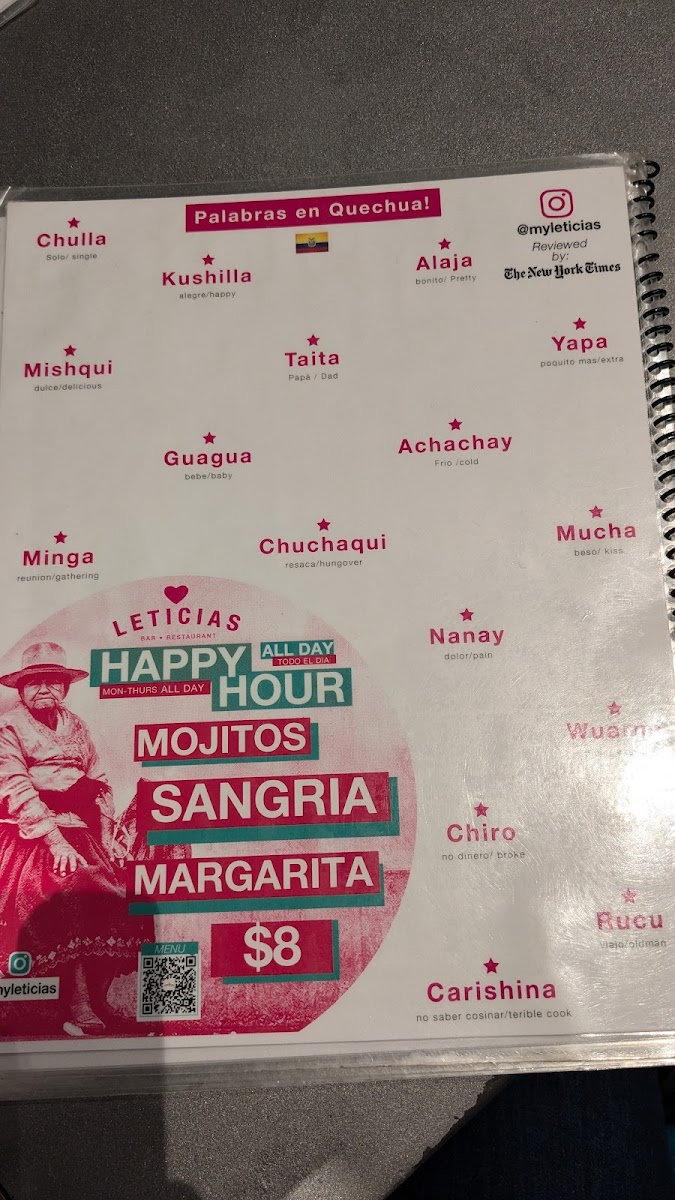 Palabras en Quechua!
@myleticias
Reviewed
by:
The New York Times
Chulla
Solo/ single
Kushilla
alegre/happy
Alaja
bonito/ Pretty
Mishqui
dulce/delicious
Taita
Papá / Dad
Yapa
poquito mas/extra
Guagua
bebe/baby
Achachay
Frio /cold
Minga
reunion/gathering
Chuchaqui
resaca/hungover
Mucha
beso/ kiss
Nanay
dolor/pain
Chiro
no dinero/ broke
Rucu
viajo/oldman
Carishina
no saber cosinar/terible cook
LETICIAS
BAR • RESTAURANT
HAPPY
HOUR
ALL DAY
TODO EL DIA
MON-THURS ALL DAY
MOJITOS
SANGRIA
MARGARITA
$8
MENU
myleticias